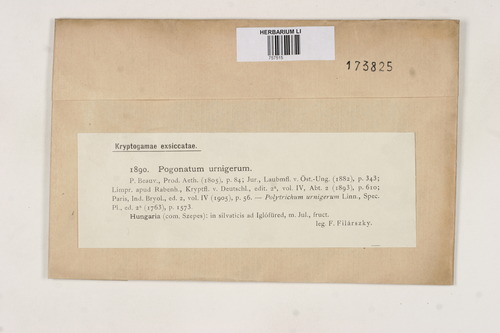 HERBARIUM LI
707516
173825
Kryptogamae exsiccatae.
1890. Pogonatum urnigerum.
P. Beauv., Prod. Aeth. (1805), p. 84; Jur., Laubmfl. v. Öst.-Ung. (1882), p. 343;
Limpr. apud Rabenh., Kryptfl. v. Deutschl., edit. 2ª, vol. IV, Abt. 2 (1893), p. 610;
Paris, Ind. Bryol., ed. 2, vol. IV (1905), p. 56. — Polytrichum urnigerum Linn., Spec.
Pl., ed. 2ª (1763), p. 1573.
Hungaria (com. Szepes): in silvaticis ad Iglófüred, m. Jul., fruct.
leg. F. Filárszky.